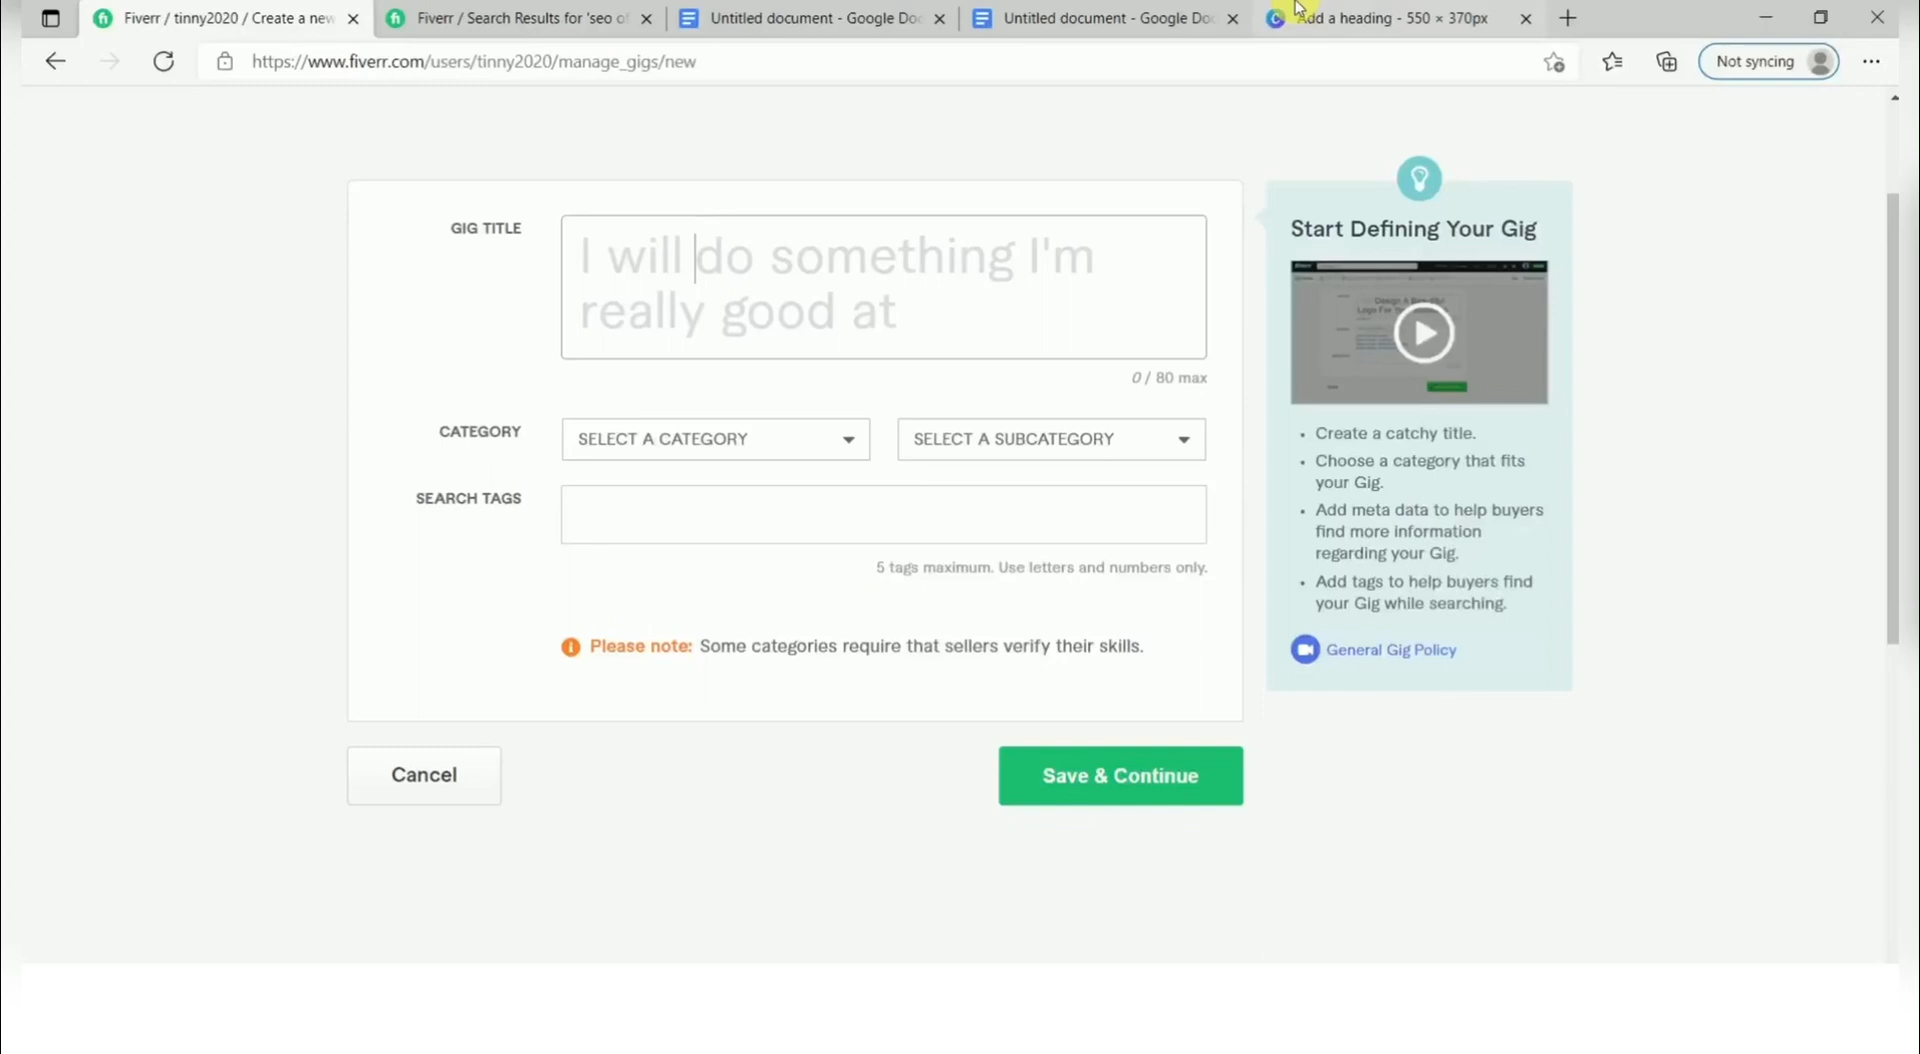 Fiverr / tinny2020 / Create a new
Fiverr / Search Results for 'seo of
Untitled document - Google Do
Untitled document - Google Do
Add a heading - 550 × 370px
https://www.fiverr.com/users/tinny2020/manage_gigs/new
Not syncing
GIG TITLE
I will do something I'm
really good at
0 / 80 max
CATEGORY
SELECT A CATEGORY
SELECT A SUBCATEGORY
SEARCH TAGS
5 tags maximum. Use letters and numbers only.
Please note: Some categories require that sellers verify their skills.
Cancel
Save & Continue
Start Defining Your Gig
• Create a catchy title.
• Choose a category that fits
your Gig.
• Add meta data to help buyers
find more information
regarding your Gig.
• Add tags to help buyers find
your Gig while searching.
General Gig Policy